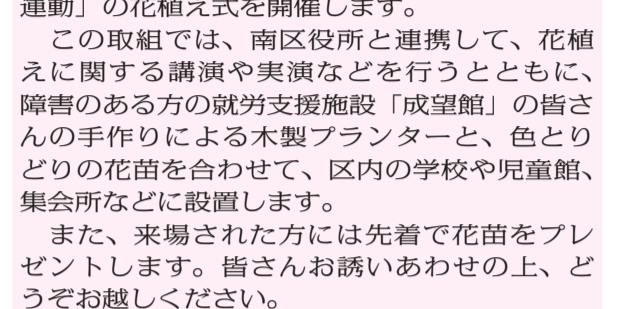 運動」の花植え式を開催します。
　この取組では、南区役所と連携して、花植
えに関する講演や実演などを行うとともに、
障害のある方の就労支援施設「成望館」の皆さ
んの手作りによる木製プランターと、色とり
どりの花苗を合わせて、区内の学校や児童館、
集会所などに設置します。
　また、来場された方には先着で花苗をプレ
ゼントします。皆さんお誘いあわせの上、ど
うぞお越しください。